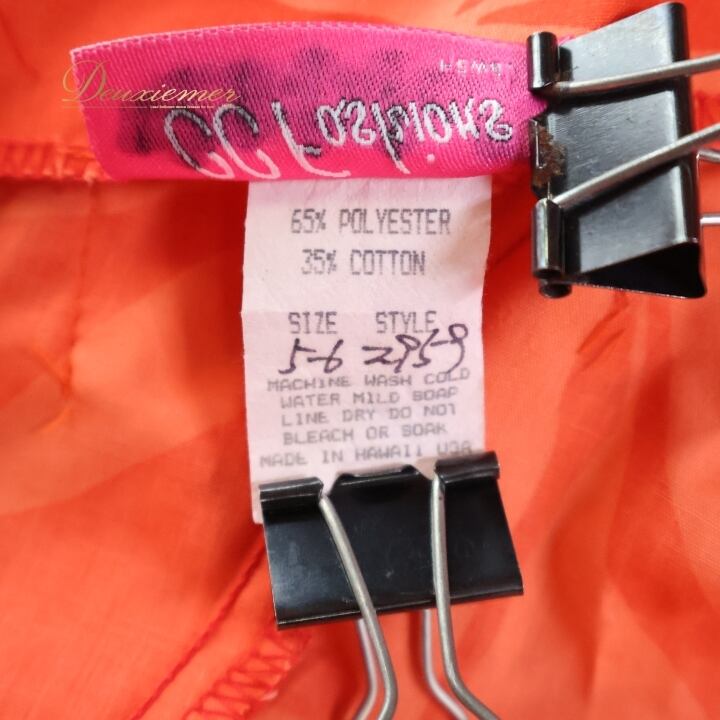 Deuxiemer
CC Fashions
65% POLYESTER
35% COTTON
SIZE STYLE
5-6 2959
MACHINE WASH COLD
WATER MILD SOAP
LINE DRY DO NOT
BLEACH OR SOAK
MADE IN HAWAII USA